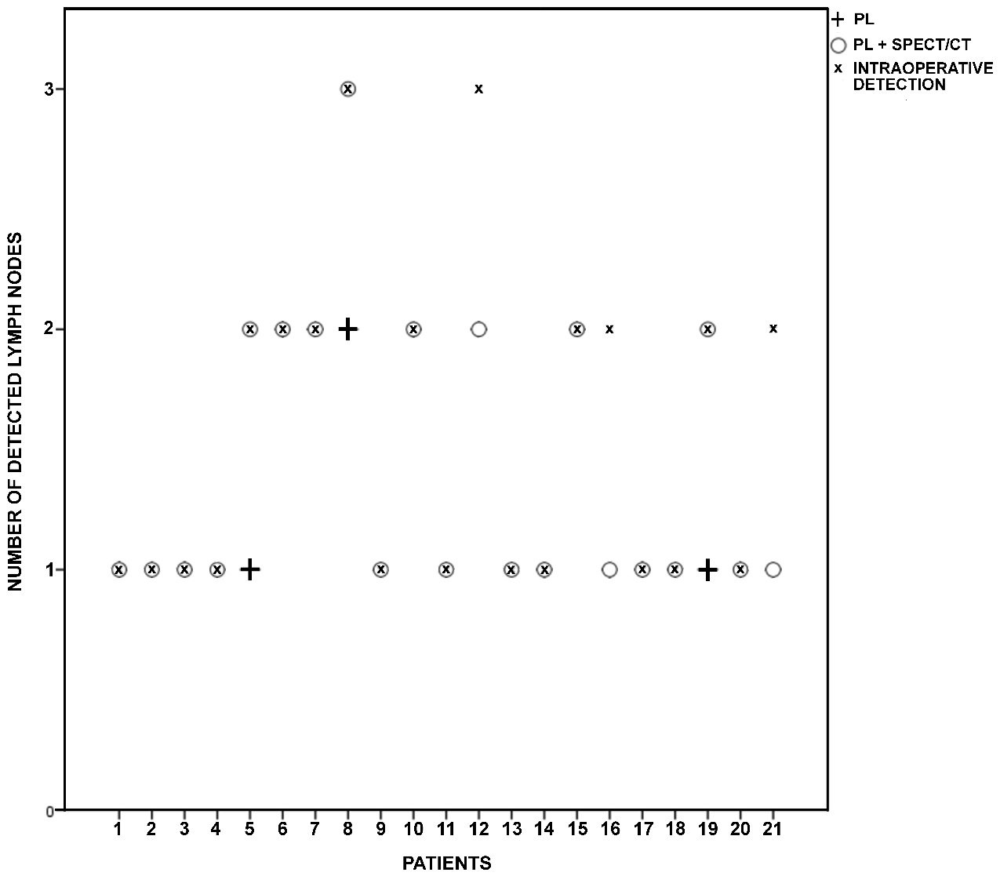 PL
PL + SPECT/CT
INTRAOPERATIVE
DETECTION
NUMBER OF DETECTED LYMPH NODES
3
2
1
0
1 2 3 4 5 6 7 8 9 10 11 12 13 14 15 16 17 18 19 20 21
PATIENTS